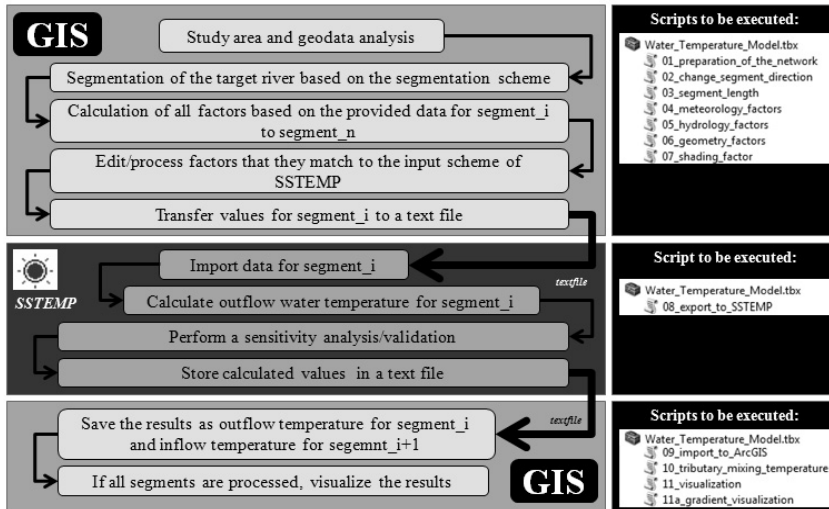 GIS
Study area and geodata analysis
Segmentation of the target river based on the segmentation scheme
Calculation of all factors based on the provided data for segment_i
to segment_n
Edit/process factors that they match to the input scheme of
SSTEMP
Transfer values for segment_i to a text file
Scripts to be executed:
Water_Temperature_Model.tbx
01_preparation_of_the_network
02_change_segment_direction
03_segment_length
04_meteorology_factors
05_hydrology_factors
06_geometry_factors
07_shading_factor
SSTEMP
Import data for segment_i
textfile
Calculate outflow water temperature for segment_i
Perform a sensitivity analysis/validation
Store calculated values in a text file
Script to be executed:
Water_Temperature_Model.tbx
08_export_to_SSTEMP
Save the results as outflow temperature for segment_i
and inflow temperature for segemnt_i+1
textfile
If all segments are processed, visualize the results
GIS
Scripts to be executed:
Water_Temperature_Model.tbx
09_import_to_ArcGIS
10_tributary_mixing_temperature
11_visualization
11a_gradient_visualization